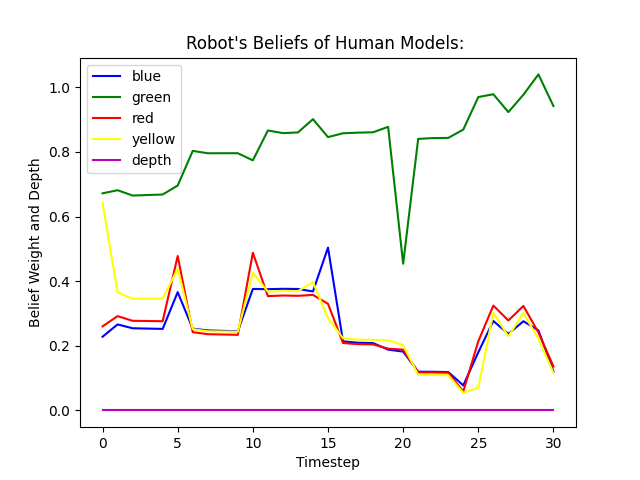 Robot's Beliefs of Human Models:
blue
green
red
yellow
depth
Belief Weight and Depth
1.0
0.8
0.6
0.4
0.2
0.0
0 5 10 15 20 25 30
Timestep